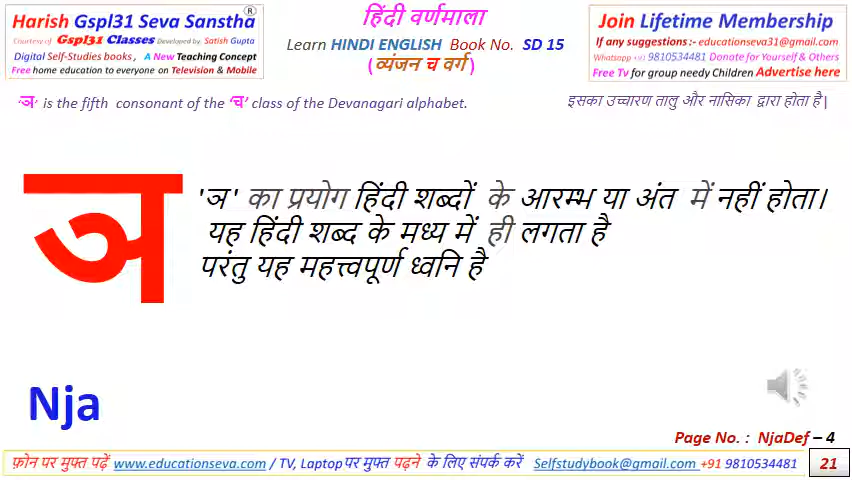 Harish Gspl31 Seva Sanstha ®
Courtesy of Gspl31 Classes Developed by Satish Gupta
Digital Self-Studies books, A New Teaching Concept
Free home education to everyone on Television & Mobile
हिंदी वर्णमाला
Learn HINDI ENGLISH Book No. SD 15
(व्यंजन च वर्ग)
Join Lifetime Membership
If any suggestions :- educationseva31@gmail.com
Whatsapp +91 9810534481 Donate for Yourself & Others
Free Tv for group needy Children Advertise here
'ञ' is the fifth consonant of the 'च' class of the Devanagari alphabet.
इसका उच्चारण तालु और नासिका द्वारा होता है|
ञ
'ञ' का प्रयोग हिंदी शब्दों के आरम्भ या अंत में नहीं होता।
यह हिंदी शब्द के मध्य में ही लगता है
परंतु यह महत्त्वपूर्ण ध्वनि है
Nja
Page No. : NjaDef – 4
फ़ोन पर मुफ्त पढ़ें www.educationseva.com / TV, Laptop पर मुफ्त पढ़ने के लिए संपर्क करें Selfstudybook@gmail.com +91 9810534481
21